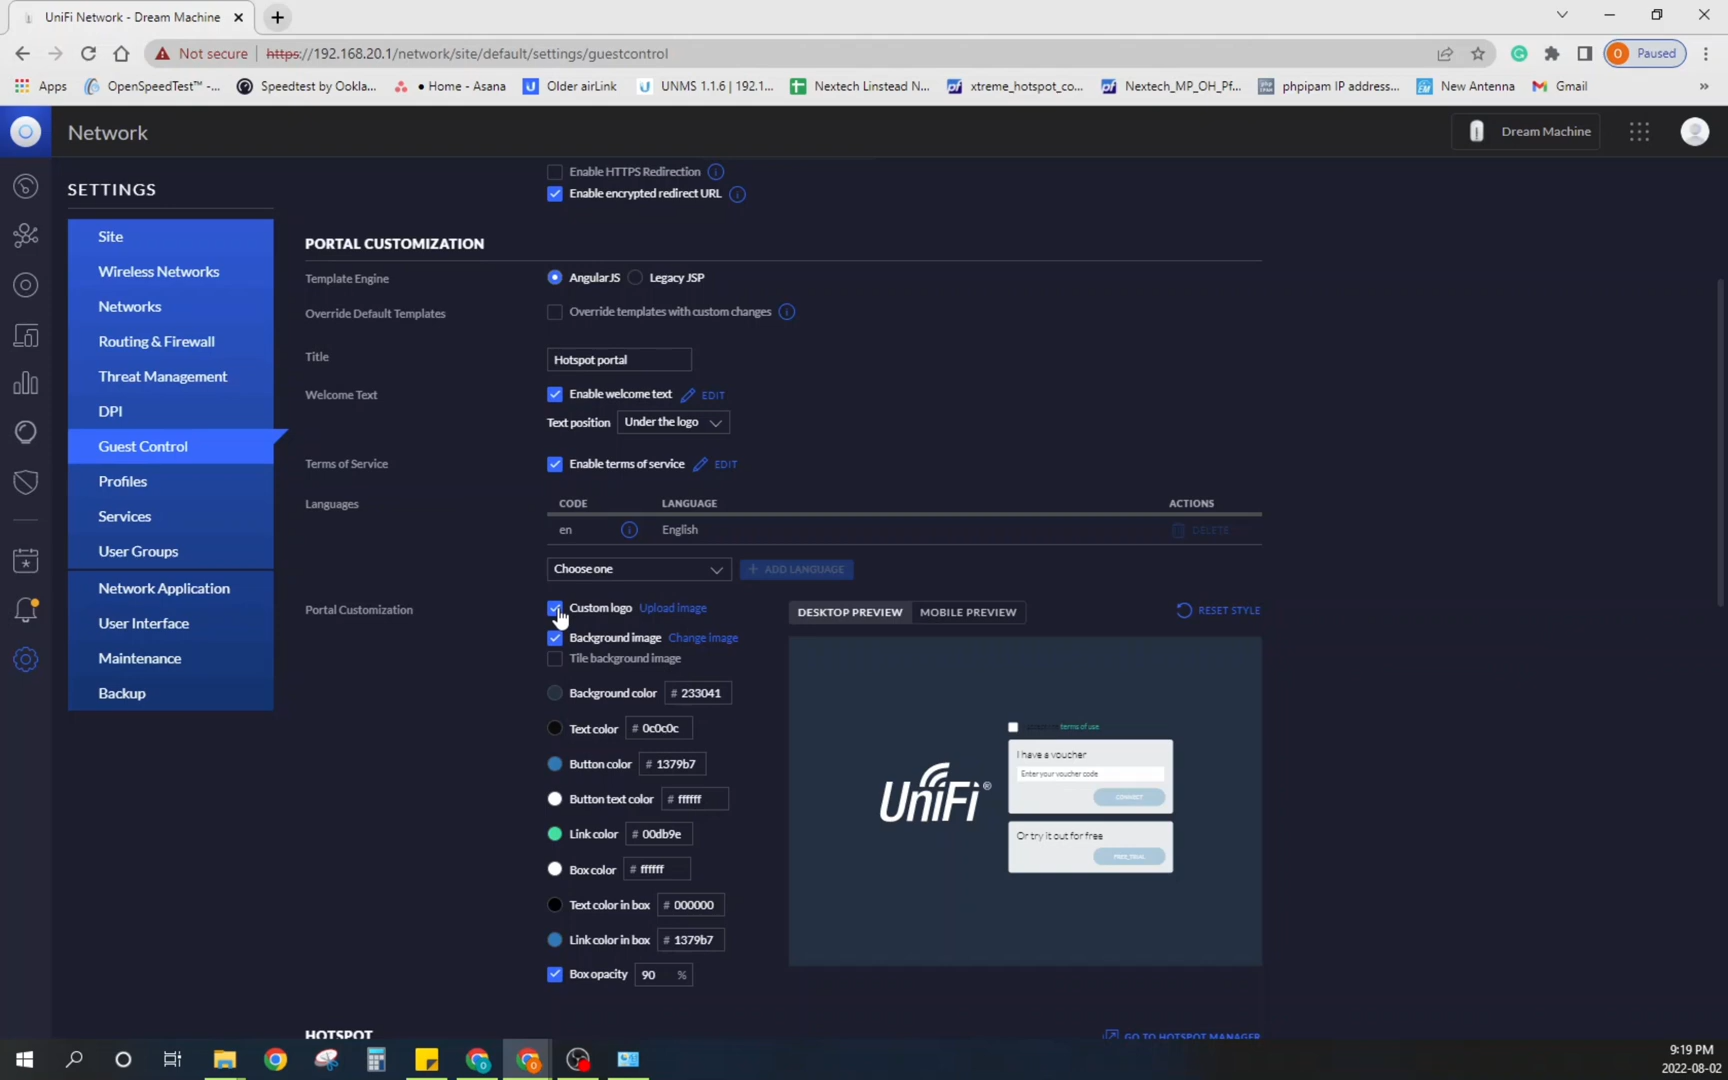 UniFi Network - Dream Machine
Not secure
https://192.168.20.1/network/site/default/settings/guestcontrol
O Paused
Apps
OpenSpeedTest™ -...
Speedtest by Ookla...
• Home - Asana
Older airLink
UNMS 1.1.6 | 192.1...
Nextech Linstead N...
xtreme_hotspot_co...
Nextech_MP_OH_Pf...
phpipam IP address...
New Antenna
Gmail
»
Network
Dream Machine
SETTINGS
Site
Wireless Networks
Networks
Routing & Firewall
Threat Management
DPI
Guest Control
Profiles
Services
User Groups
Network Application
User Interface
Maintenance
Backup
Enable HTTPS Redirection
Enable encrypted redirect URL
PORTAL CUSTOMIZATION
Template Engine
AngularJS
Legacy JSP
Override Default Templates
Override templates with custom changes
Title
Hotspot portal
Welcome Text
Enable welcome text
EDIT
Text position
Under the logo
Terms of Service
Enable terms of service
EDIT
Languages
CODE LANGUAGE ACTIONS
en English DELETE
Choose one
+ ADD LANGUAGE
Portal Customization
Custom logo Upload image
Background image Change image
Tile background image
Background color # 233041
Text color # 0c0c0c
Button color # 1379b7
Button text color # ffffff
Link color # 00db9e
Box color # ffffff
Text color in box # 000000
Link color in box # 1379b7
Box opacity 90 %
DESKTOP PREVIEW MOBILE PREVIEW
RESET STYLE
UniFi®
terms of use
I have a voucher
Enter your voucher code
CONNECT
Or try it out for free
FREE_TRIAL
HOTSPOT
GO TO HOTSPOT MANAGER
9:19 PM
2022-08-02